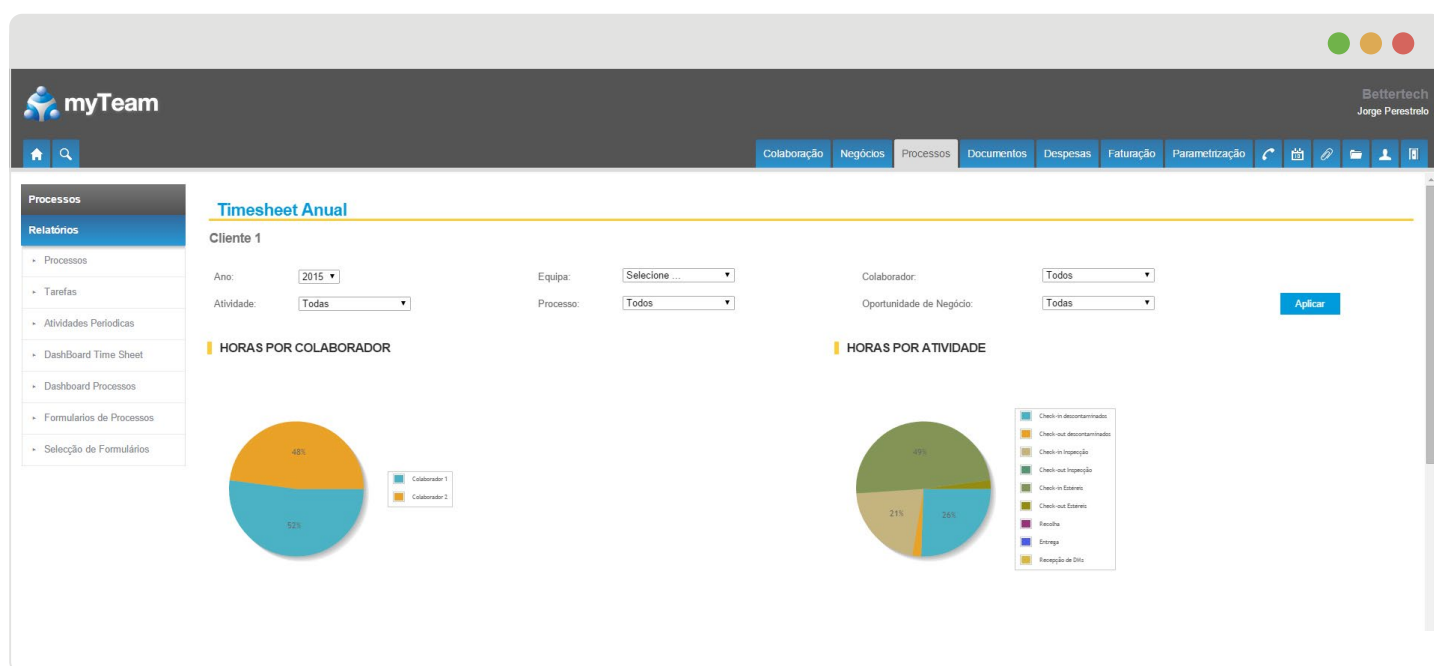 myTeam
Bettertech
Jorge Perestrelo
Colaboração Negócios Processos Documentos Despesas Faturação Parametrização
Processos
Relatórios
Processos
Tarefas
Atividades Periodicas
DashBoard Time Sheet
Dashboard Processos
Formularios de Processos
Selecção de Formulários
Timesheet Anual
Cliente 1
Ano: 2015 Equipa: Selecione ... Colaborador: Todos
Atividade: Todas Processo: Todos Oportunidade de Negócio: Todas Aplicar
HORAS POR COLABORADOR
48%
52%
Colaborador 1
Colaborador 2
HORAS POR ATIVIDADE
49%
21% 26%
Check-in descontaminados
Check-out descontaminados
Check-in Inspecção
Check-out Inspecção
Check-in Estéreis
Check-out Estéreis
Recolha
Entrega
Recepção de DMs